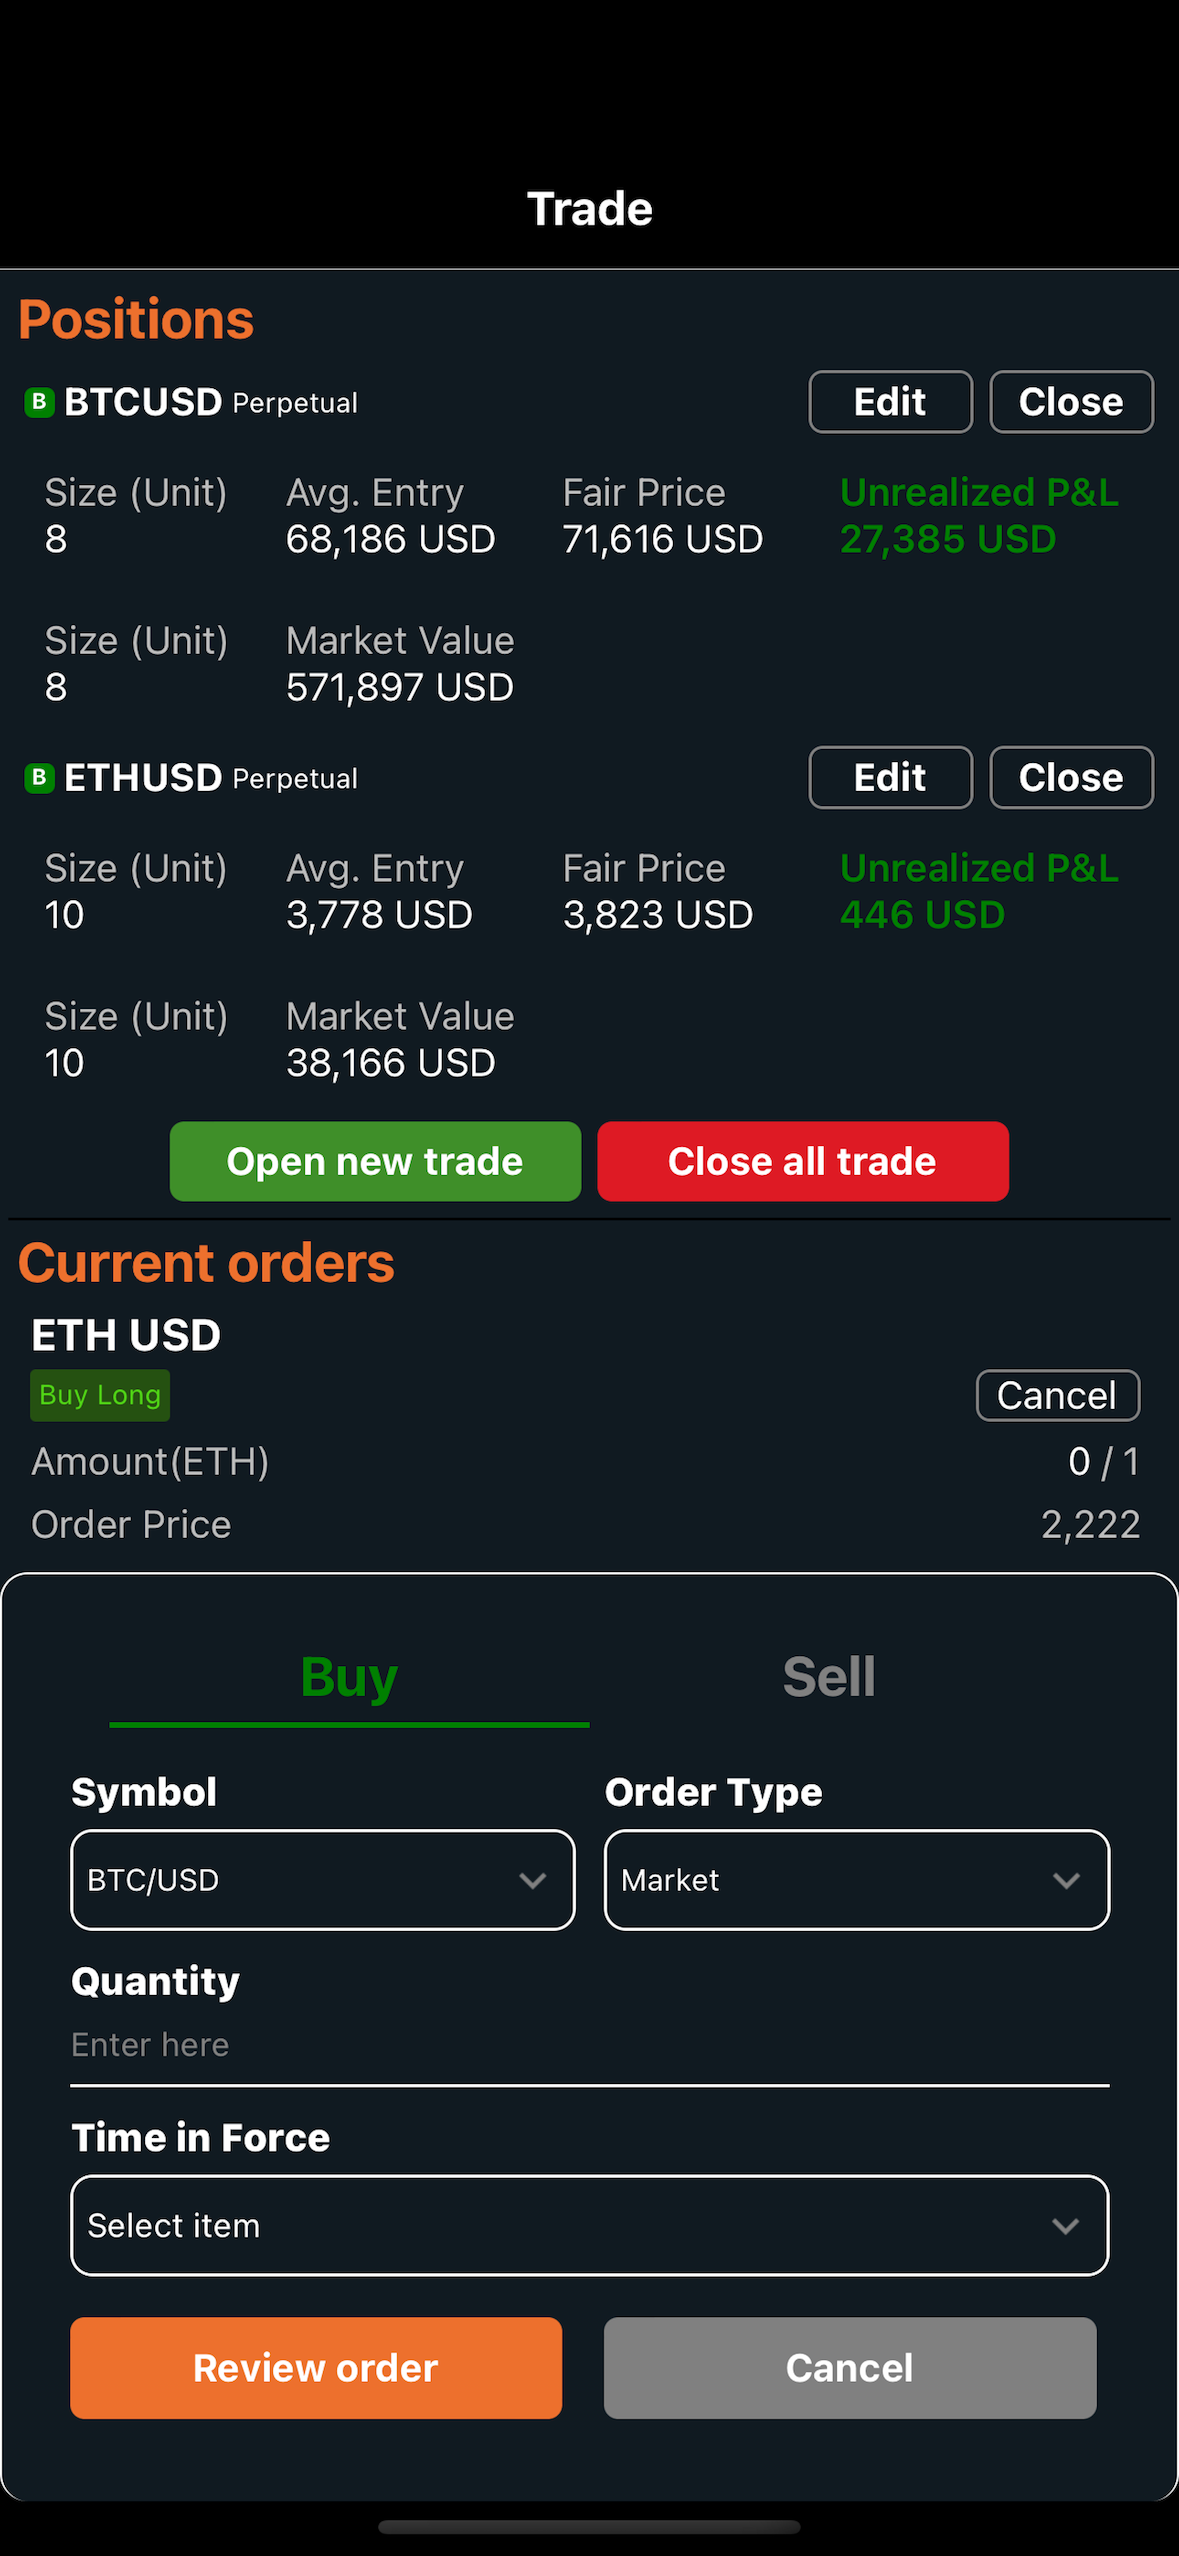 Trade
Positions
B BTCUSD Perpetual Edit Close
Size (Unit) Avg. Entry Fair Price Unrealized P&L
8 68,186 USD 71,616 USD 27,385 USD
Size (Unit) Market Value
8 571,897 USD
B ETHUSD Perpetual Edit Close
Size (Unit) Avg. Entry Fair Price Unrealized P&L
10 3,778 USD 3,823 USD 446 USD
Size (Unit) Market Value
10 38,166 USD
Open new trade Close all trade
Current orders
ETH USD
Buy Long Cancel
Amount(ETH) 0 / 1
Order Price 2,222
Buy Sell
Symbol Order Type
BTC/USD Market
Quantity
Enter here
Time in Force
Select item
Review order Cancel